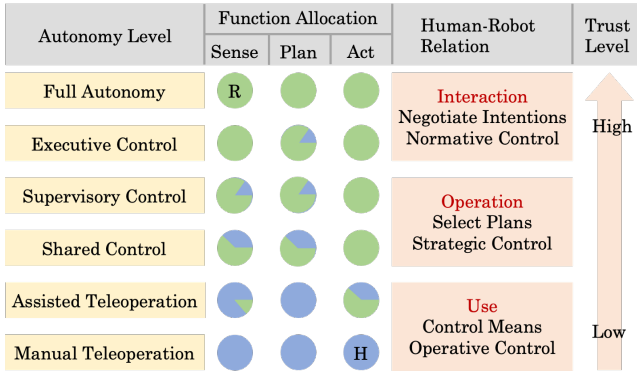 Autonomy Level
Function Allocation
Human-Robot
Relation
Trust
Level
Sense
Plan
Act
Full Autonomy
R
Interaction
Negotiate Intentions
Normative Control
High
Executive Control
Supervisory Control
Operation
Select Plans
Strategic Control
Shared Control
Assisted Teleoperation
Use
Control Means
Operative Control
Low
Manual Teleoperation
H